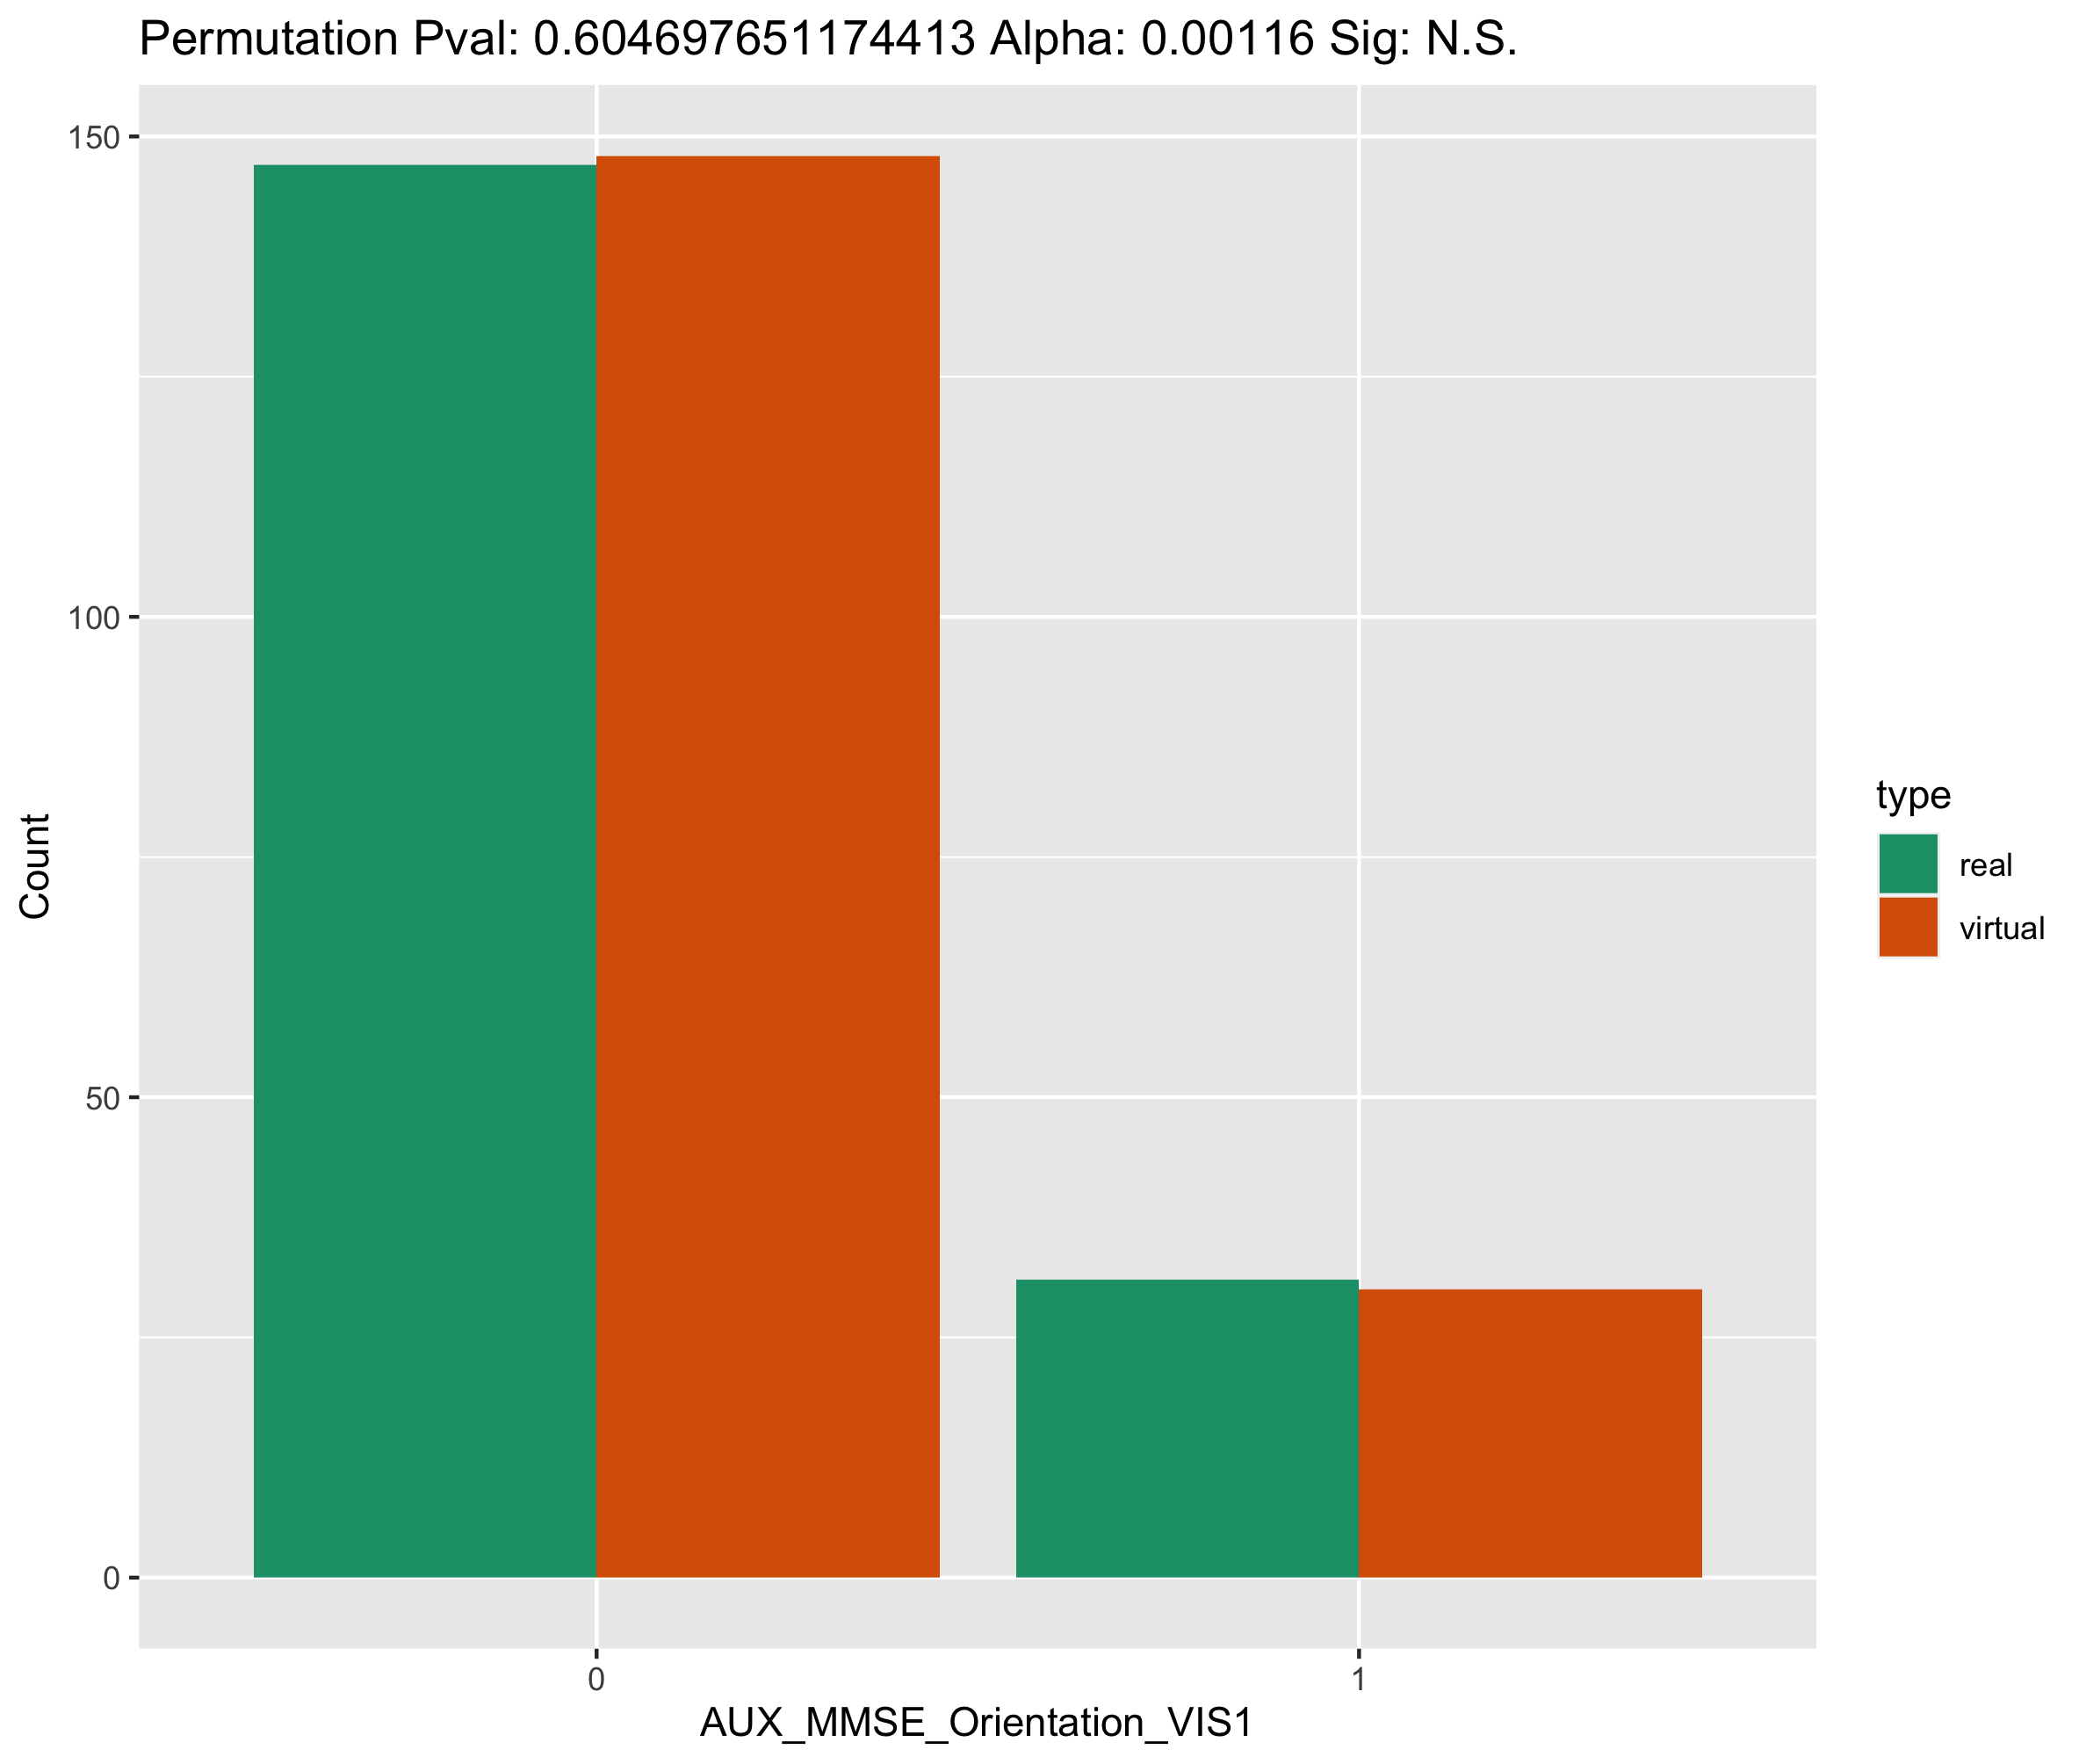 Permutation Pval: 0.604697651174413 Alpha: 0.00116 Sig: N.S.
150
100
50
0
Count
0
1
AUX_MMSE_Orientation_VIS1
type
real
virtual